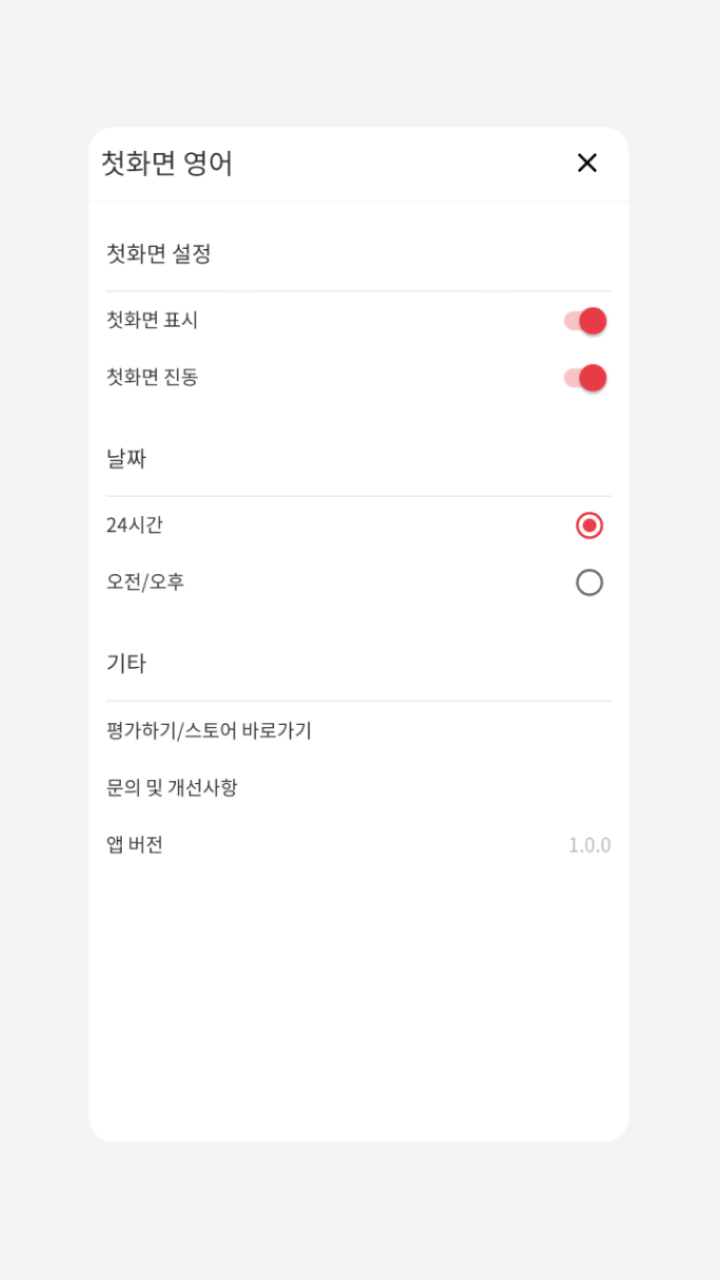 첫화면 영어
첫화면 설정
첫화면 표시
첫화면 진동
날짜
24시간
오전/오후
기타
평가하기/스토어 바로가기
문의 및 개선사항
앱 버전 1.0.0